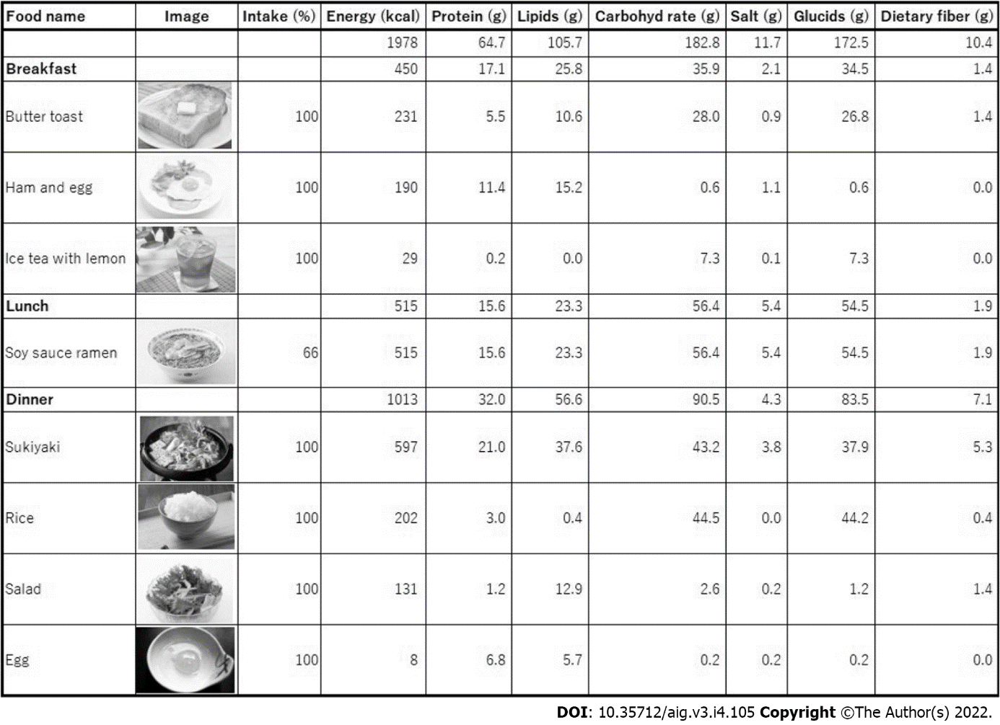 Food name Image Intake (%) Energy (kcal) Protein (g) Lipids (g) Carbohyd rate (g) Salt (g) Glucids (g) Dietary fiber (g)
1978 64.7 105.7 182.8 11.7 172.5 10.4
Breakfast 450 17.1 25.8 35.9 2.1 34.5 1.4
Butter toast 100 231 5.5 10.6 28.0 0.9 26.8 1.4
Ham and egg 100 190 11.4 15.2 0.6 1.1 0.6 0.0
Ice tea with lemon 100 29 0.2 0.0 7.3 0.1 7.3 0.0
Lunch 515 15.6 23.3 56.4 5.4 54.5 1.9
Soy sauce ramen 66 515 15.6 23.3 56.4 5.4 54.5 1.9
Dinner 1013 32.0 56.6 90.5 4.3 83.5 7.1
Sukiyaki 100 597 21.0 37.6 43.2 3.8 37.9 5.3
Rice 100 202 3.0 0.4 44.5 0.0 44.2 0.4
Salad 100 131 1.2 12.9 2.6 0.2 1.2 1.4
Egg 100 8 6.8 5.7 0.2 0.2 0.2 0.0
DOI: 10.35712/aig.v3.i4.105 Copyright ©The Author(s) 2022.